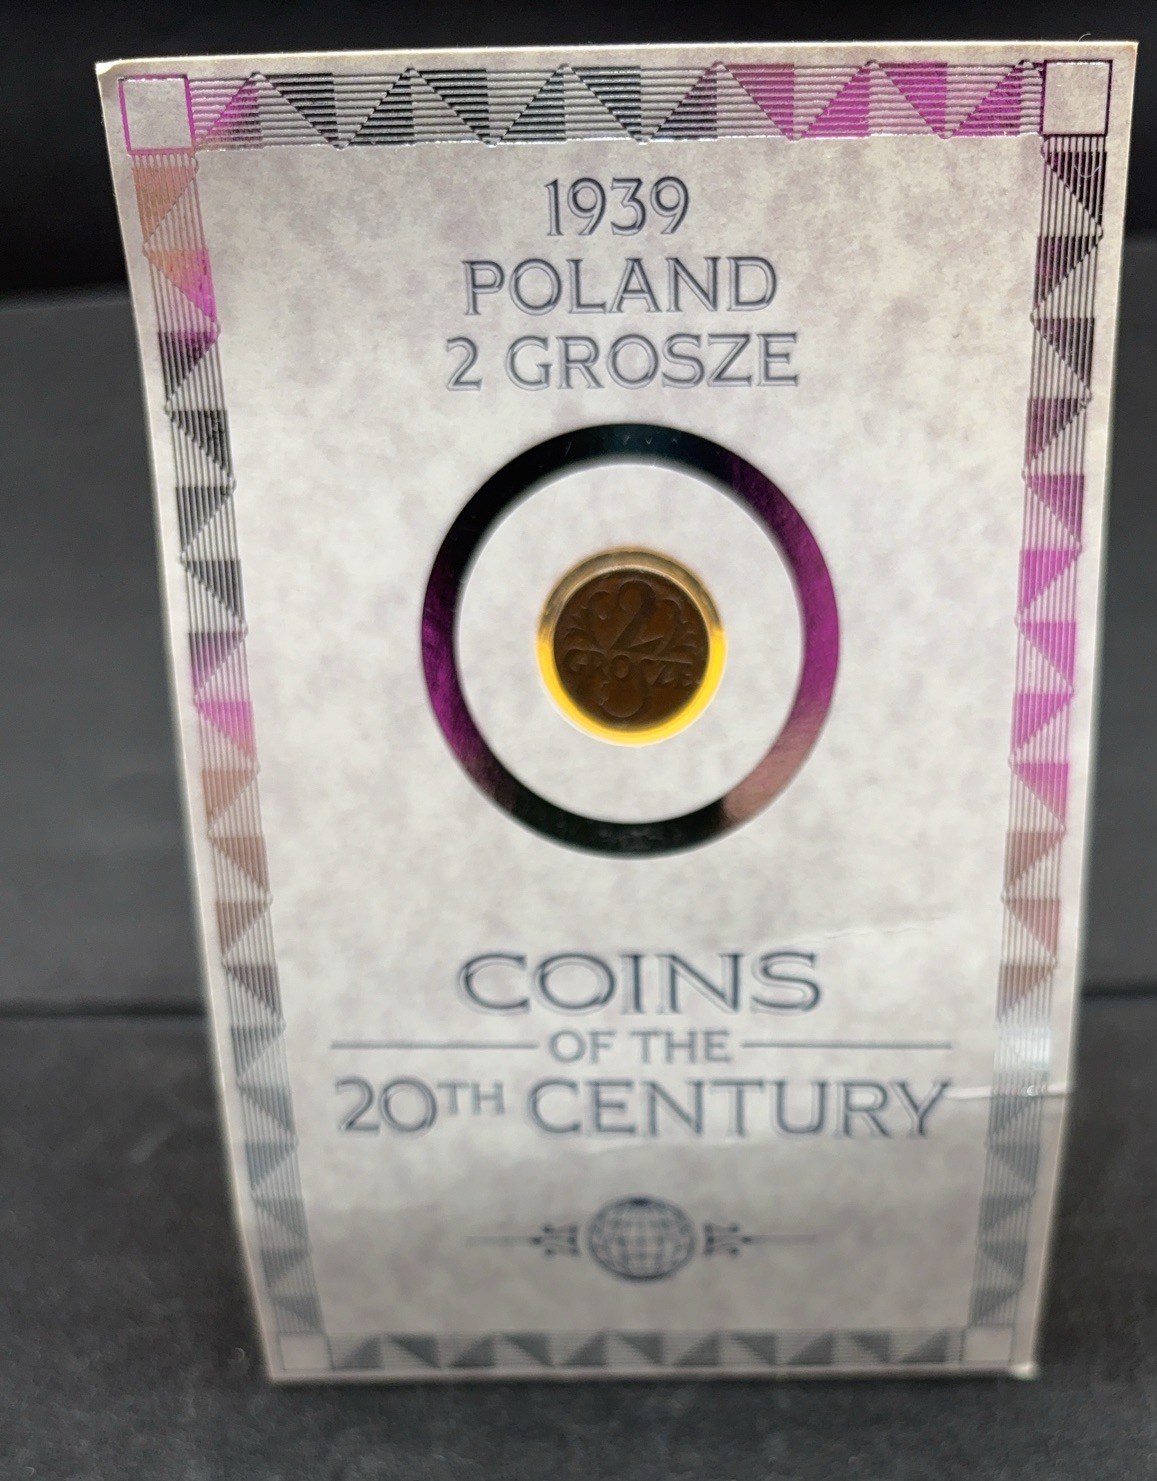 1939
POLAND
2 GROSZE
2
GROSZE
COINS
OF THE
20TH CENTURY